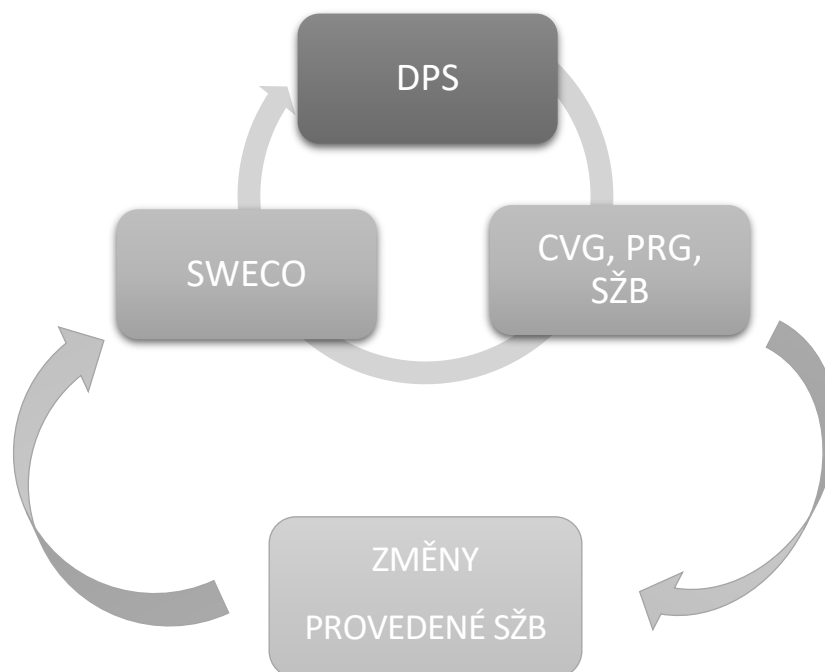 DPS
SWECO
CVG, PRG,
SŽB
ZMĚNY
PROVEDENÉ SŽB